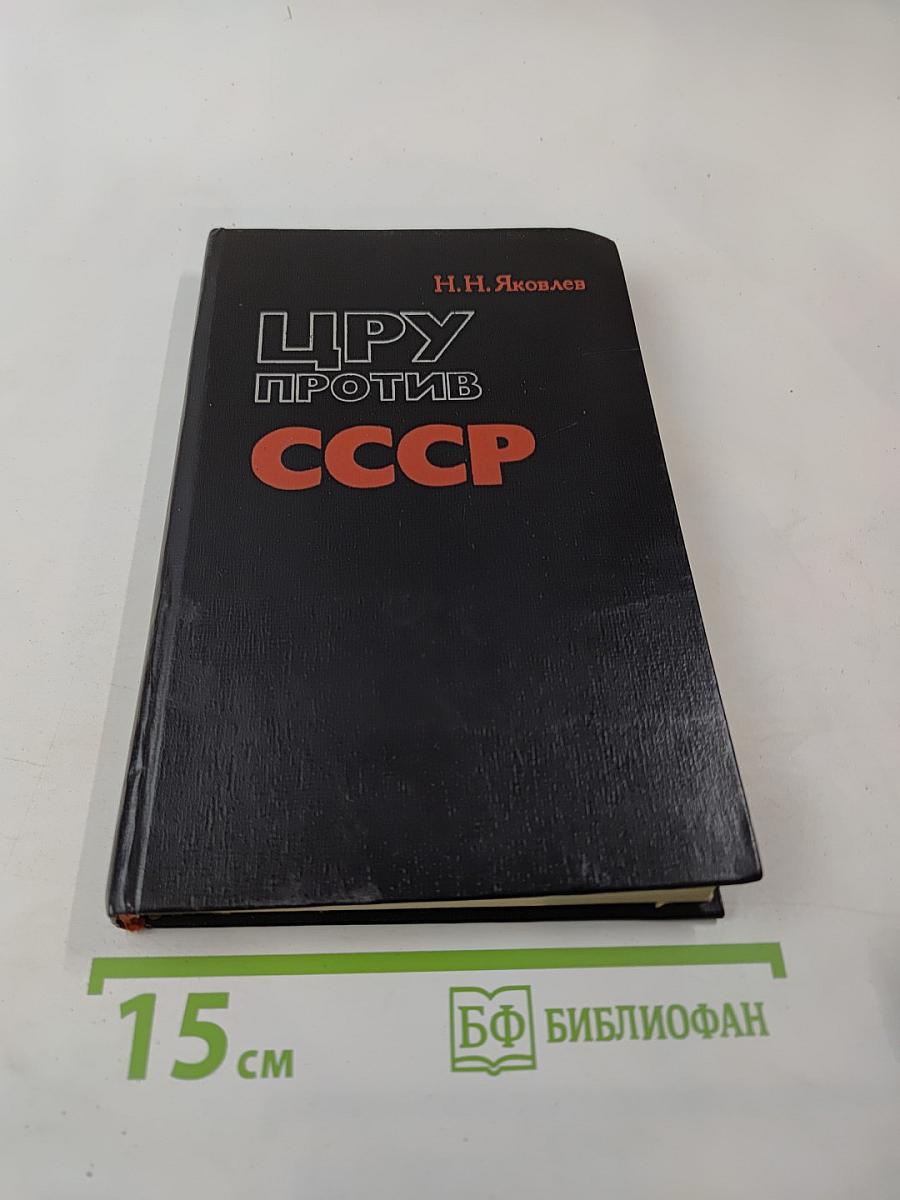 Н.Н. Яковлев
ЦРУ
ПРОТИВ
СССР
15 см
БФ БИБЛИОФАН